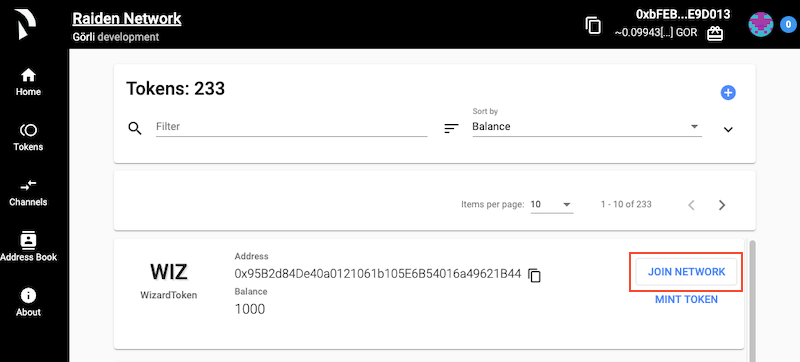 Raiden Network
Görli development
0xbFEB...E9D013
~0.09943[...] GOR
0
Home
Tokens
Channels
Address Book
About
Tokens: 233
Filter
Sort by
Balance
Items per page: 10
1 - 10 of 233
WIZ
WizardToken
Address
0x95B2d84De40a0121061b105E6B54016a49621B44
Balance
1000
JOIN NETWORK
MINT TOKEN